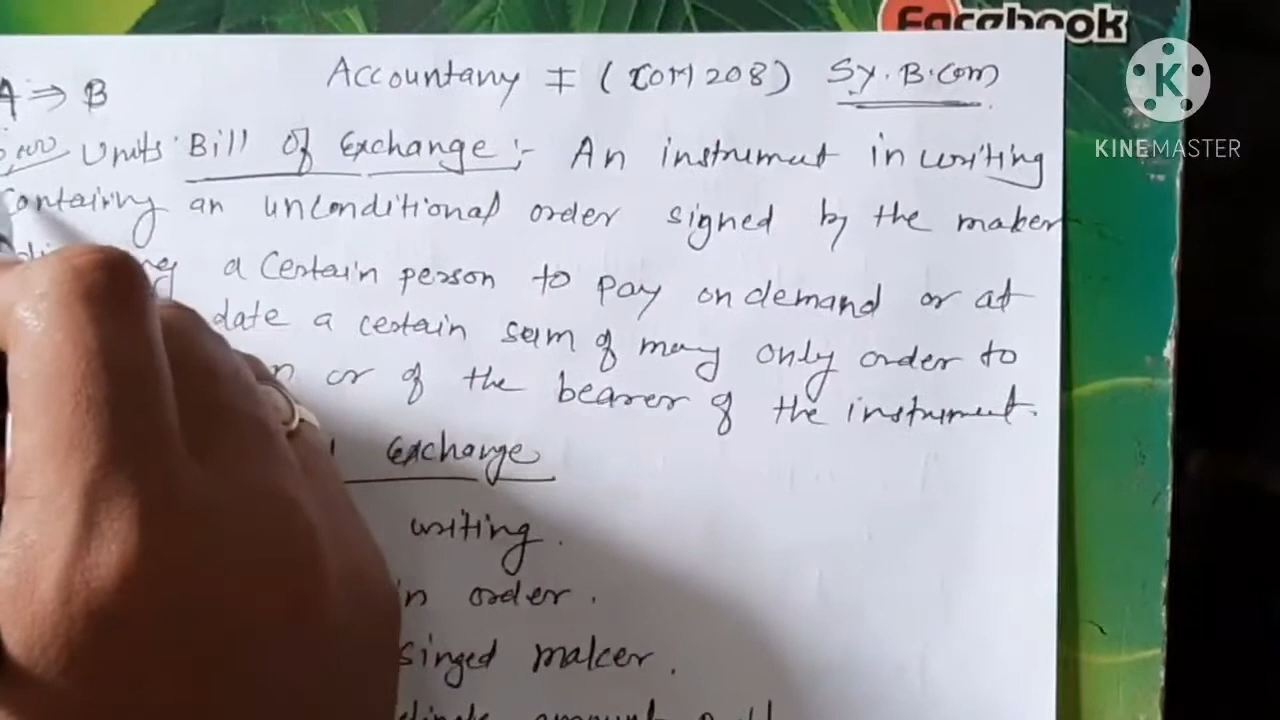 Facebook
KINEMASTER
Accountany I (COM 208) SY.B.Com
A ⇒ B
Units Bill Of Exchange :- An instrumet in writing
Containing an unconditional order signed by the maker
a certain person to pay on demand or at
date a certain sum of many only order to
or of the bearer of the instrument.
Exchange
writing.
order.
singed maker.
amount